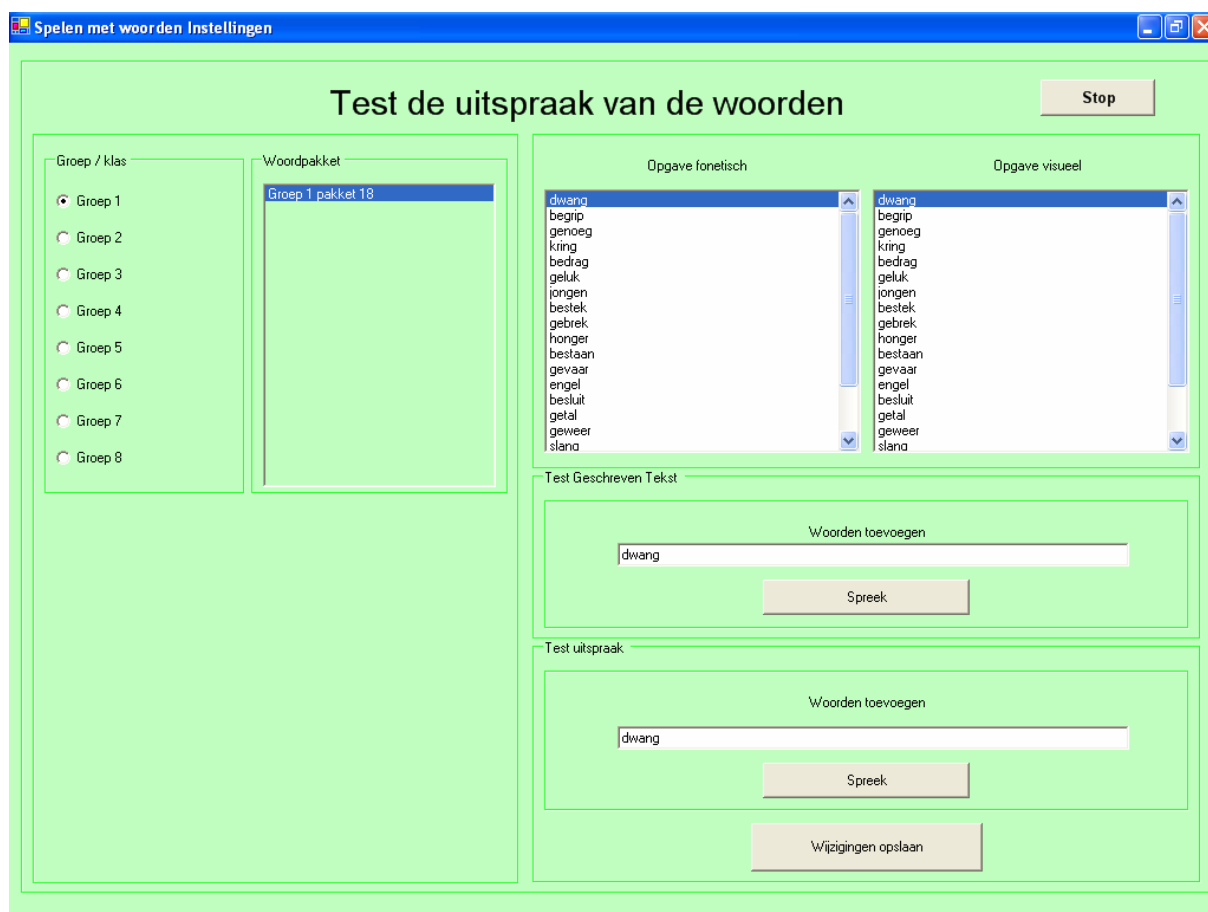 Spelen met woorden Instellingen
Test de uitspraak van de woorden
Stop
Groep / klas
Groep 1
Groep 2
Groep 3
Groep 4
Groep 5
Groep 6
Groep 7
Groep 8
Woordpakket
Groep 1 pakket 18
Opgave fonetisch
dwang
begrip
genoeg
kring
bedrag
geluk
jongen
bestek
gebrek
honger
bestaan
gevaar
engel
besluit
getal
geweer
slang
Opgave visueel
dwang
begrip
genoeg
kring
bedrag
geluk
jongen
bestek
gebrek
honger
bestaan
gevaar
engel
besluit
getal
geweer
slang
Test Geschreven Tekst
Woorden toevoegen
dwang
Spreek
Test uitspraak
Woorden toevoegen
dwang
Spreek
Wijzigingen opslaan